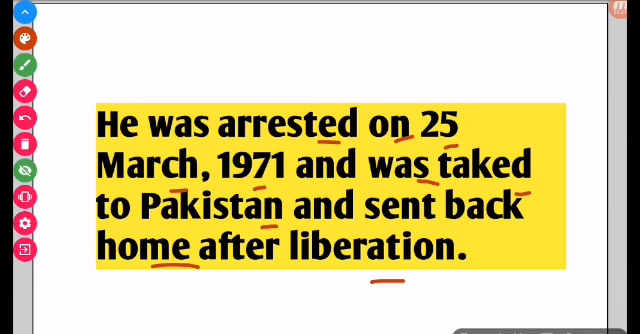 He was arrested on 25
March, 1971 and was taked
to Pakistan and sent back
home after liberation.